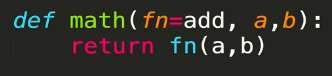 def math(fn=add, a,b):
    return fn(a,b)